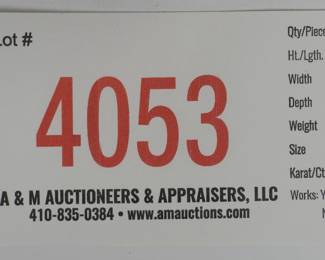 Lot #
4053
A & M AUCTIONEERS & APPRAISERS, LLC
410-835-0384 • www.amauctions.com
Qty/Piece
Ht./Lgth.
Width
Depth
Weight
Size
Karat/Ct
Works: Y
N